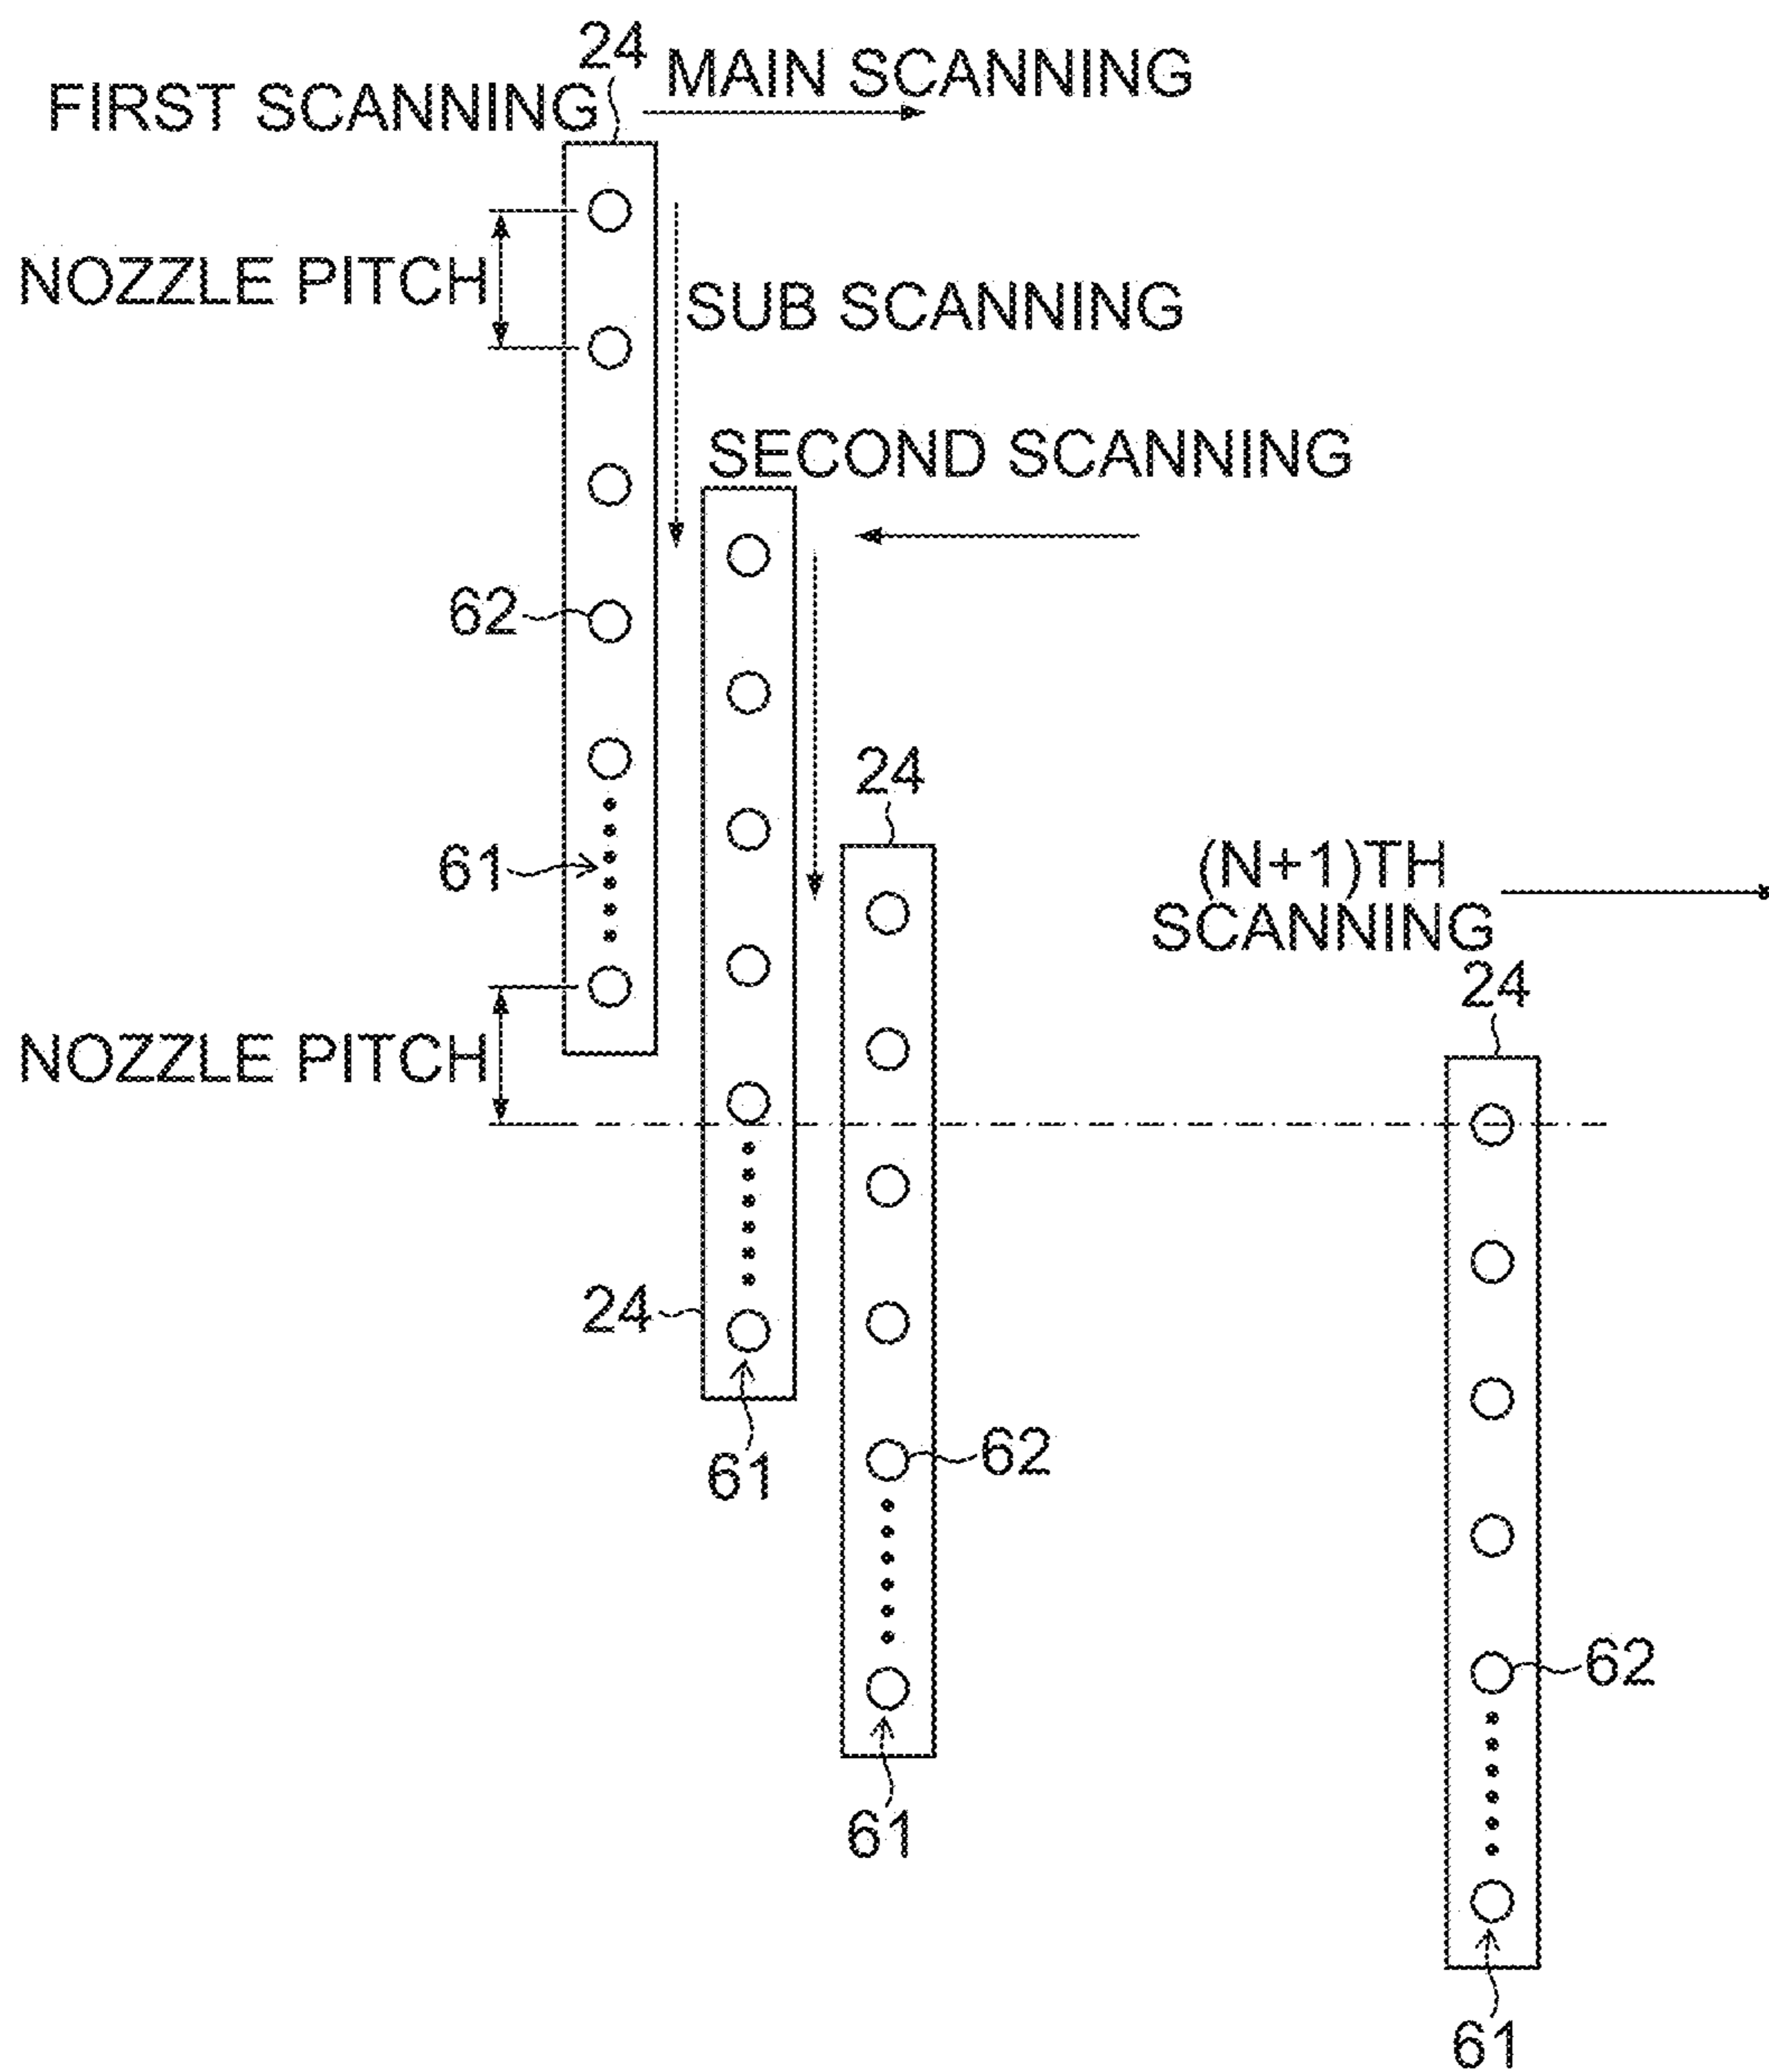 24
MAIN SCANNING
FIRST SCANNING
NOZZLE PITCH
SUB SCANNING
SECOND SCANNING
62
24
61
(N+1)TH
SCANNING
24
NOZZLE PITCH
24
62
61
62
61
61